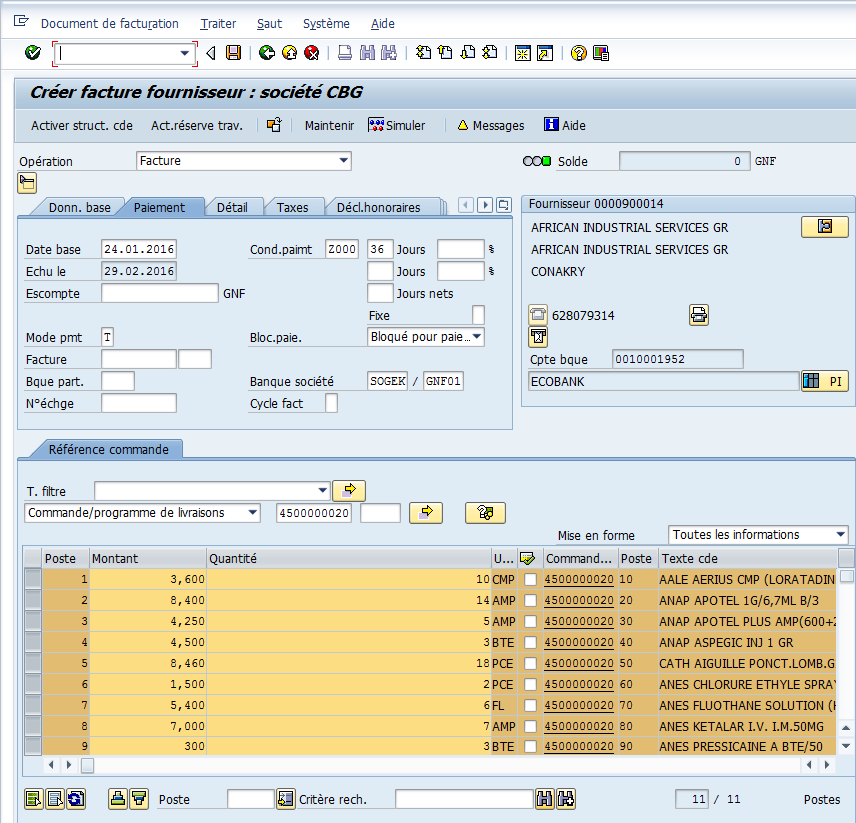 Document de facturation Traiter Saut Système Aide
Créer facture fournisseur : société CBG
Activer struct. cde Act.réserve trav. Maintenir Simuler Messages Aide
Opération Facture Solde 0 GNF
Donn. base Paiement Détail Taxes Décl.honoraires
Date base 24.01.2016 Cond.paimt Z000 36 Jours %
Echu le 29.02.2016 Jours %
Escompte GNF Jours nets
Fixe
Mode pmt T Bloc.paie. Bloqué pour paie...
Facture
Bque part. Banque société SOGEK / GNF01
N°échge Cycle fact
Fournisseur 0000900014
AFRICAN INDUSTRIAL SERVICES GR
AFRICAN INDUSTRIAL SERVICES GR
CONAKRY
628079314
Cpte bque 0010001952
ECOBANK PI
Référence commande
T. filtre
Commande/programme de livraisons 4500000020
Mise en forme Toutes les informations
Poste Montant Quantité U... Command... Poste Texte cde
1 3,600 10 CMP 4500000020 10 AALE AERIUS CMP (LORATADIN
2 8,400 14 AMP 4500000020 20 ANAP APOTEL 1G/6,7ML B/3
3 4,250 5 AMP 4500000020 30 ANAP APOTEL PLUS AMP(600+2
4 4,500 3 BTE 4500000020 40 ANAP ASPEGIC INJ 1 GR
5 8,460 18 PCE 4500000020 50 CATH AIGUILLE PONCT.LOMB.G
6 1,500 2 PCE 4500000020 60 ANES CHLORURE ETHYLE SPRAY
7 5,400 6 FL 4500000020 70 ANES FLUOTHANE SOLUTION (H
8 7,000 7 AMP 4500000020 80 ANES KETALAR I.V. I.M.50MG
9 300 3 BTE 4500000020 90 ANES PRESSICAINE A BTE/50
Poste Critère rech. 11 / 11 Postes